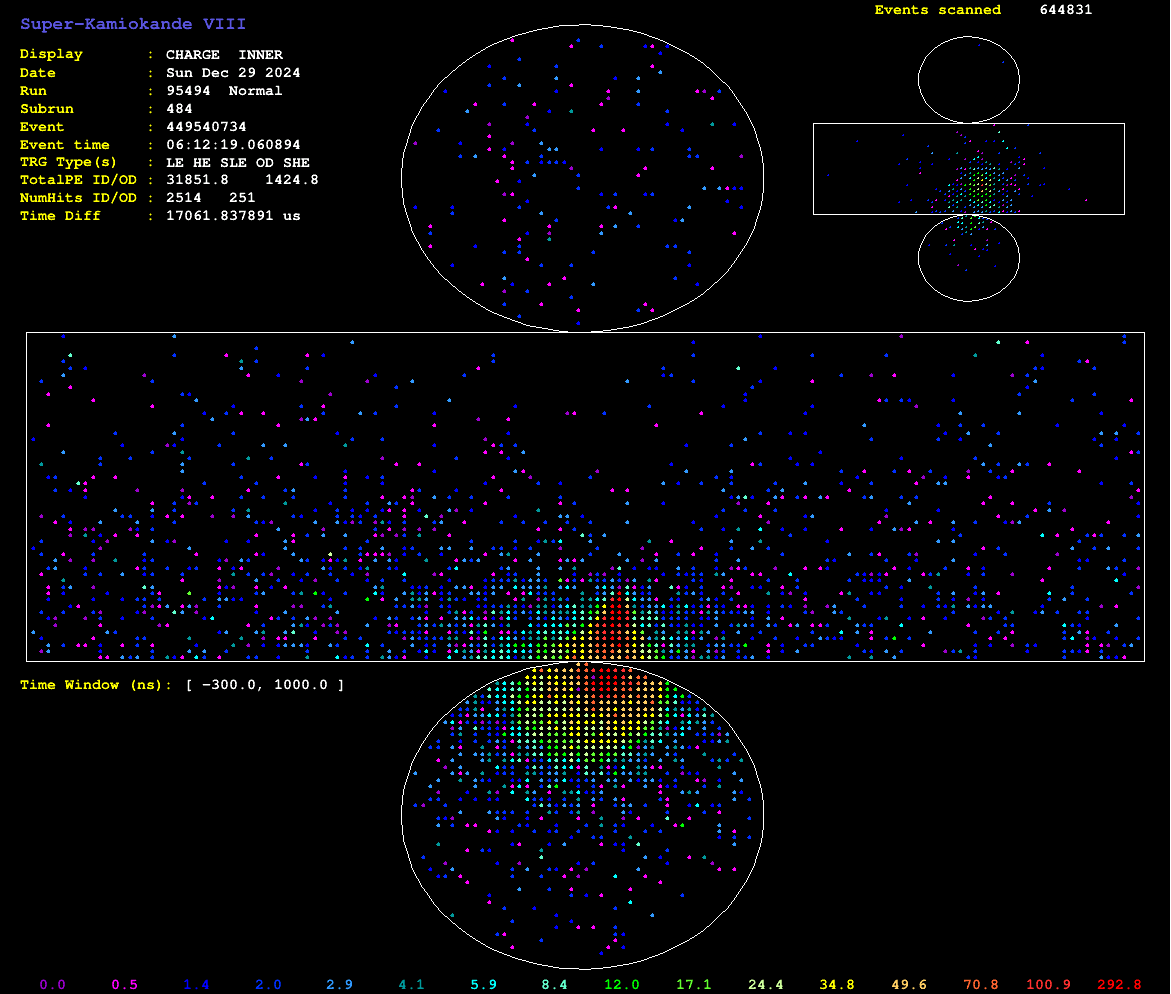 Super-Kamiokande VIII
Events scanned 644831
Display : CHARGE INNER
Date : Sun Dec 29 2024
Run : 95494 Normal
Subrun : 484
Event : 449540734
Event time : 06:12:19.060894
TRG Type(s) : LE HE SLE OD SHE
TotalPE ID/OD : 31851.8 1424.8
NumHits ID/OD : 2514 251
Time Diff : 17061.837891 us
Time Window (ns): [ −300.0, 1000.0 ]
0.0 0.5 1.4 2.0 2.9 4.1 5.9 8.4 12.0 17.1 24.4 34.8 49.6 70.8 100.9 292.8